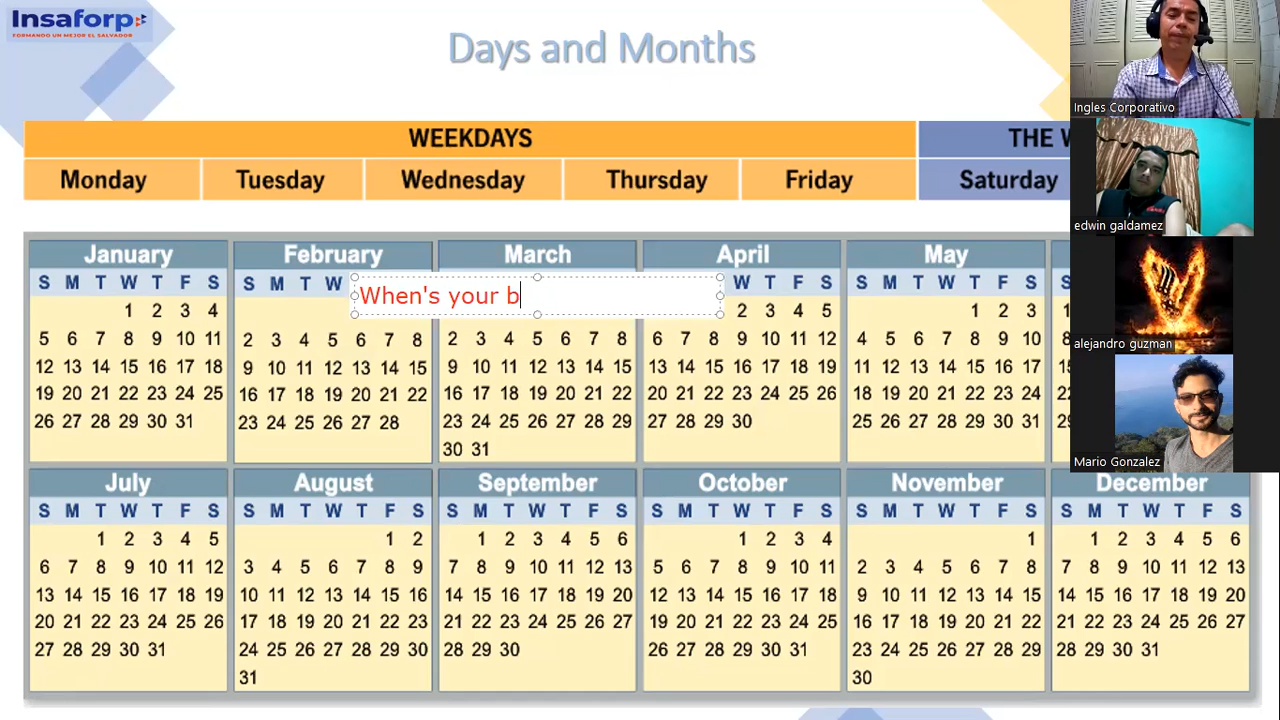 Insaforp
FORMANDO UN MEJOR EL SALVADOR
Days and Months
WEEKDAYS THE W
Monday Tuesday Wednesday Thursday Friday Saturday
January February March April May
S M T W T F S S M T W W T F S S M T W T F S S
When's your b
1 2 3 4 2 3 4 5 1 2 3 1
5 6 7 8 9 10 11 2 3 4 5 6 7 8 2 3 4 5 6 7 8 6 7 8 9 10 11 12 4 5 6 7 8 9 10
12 13 14 15 16 17 18 9 10 11 12 13 14 15 9 10 11 12 13 14 15 13 14 15 16 17 18 19 11 12 13 14 15 16 17
19 20 21 22 23 24 25 16 17 18 19 20 21 22 16 17 18 19 20 21 22 20 21 22 23 24 25 26 18 19 20 21 22 23 24
26 27 28 29 30 31 23 24 25 26 27 28 23 24 25 26 27 28 29 27 28 29 30 25 26 27 28 29 30 31
30 31
July August September October November December
S M T W T F S S M T W T F S S M T W T F S S M T W T F S S M T W T F S S M T W T F S
1 2 3 4 5 1 2 1 2 3 4 5 6 1 2 3 4 1 1 2 3 4 5 6
6 7 8 9 10 11 12 3 4 5 6 7 8 9 7 8 9 10 11 12 13 5 6 7 8 9 10 11 2 3 4 5 6 7 8 7 8 9 10 11 12 13
13 14 15 16 17 18 19 10 11 12 13 14 15 16 14 15 16 17 18 19 20 12 13 14 15 16 17 18 9 10 11 12 13 14 15 14 15 16 17 18 19 20
20 21 22 23 24 25 26 17 18 19 20 21 22 23 21 22 23 24 25 26 27 19 20 21 22 23 24 25 16 17 18 19 20 21 22 21 22 23 24 25 26 27
27 28 29 30 31 24 25 26 27 28 29 30 28 29 30 26 27 28 29 30 31 23 24 25 26 27 28 29 28 29 30 31
31 30
Ingles Corporativo
edwin galdamez
alejandro guzman
Mario Gonzalez